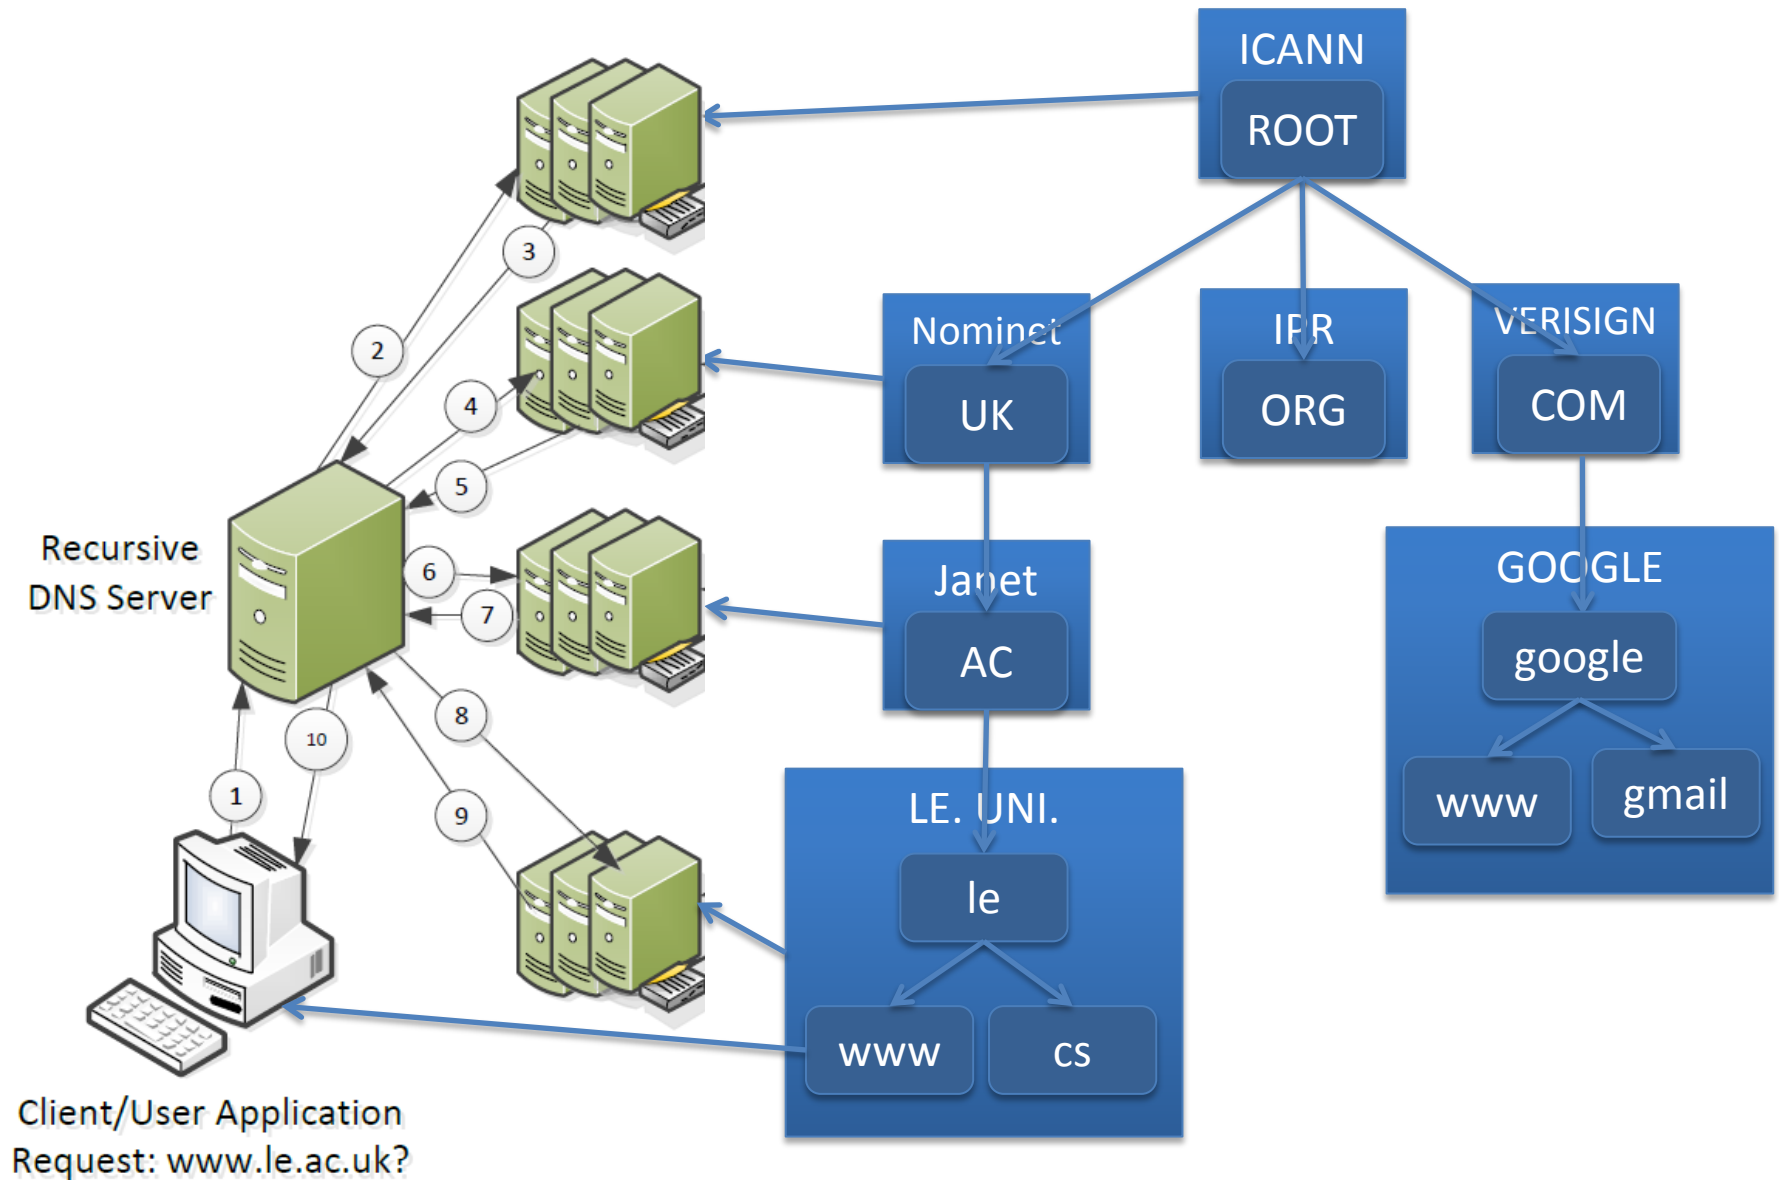 ICANN
ROOT
3
2
Nominet
IPR
VERISIGN
4
UK
ORG
COM
5
Recursive
DNS Server
6
7
Janet
AC
GOOGLE
google
www
gmail
8
10
1
9
LE. UNI.
le
www
cs
Client/User Application
Request: www.le.ac.uk?